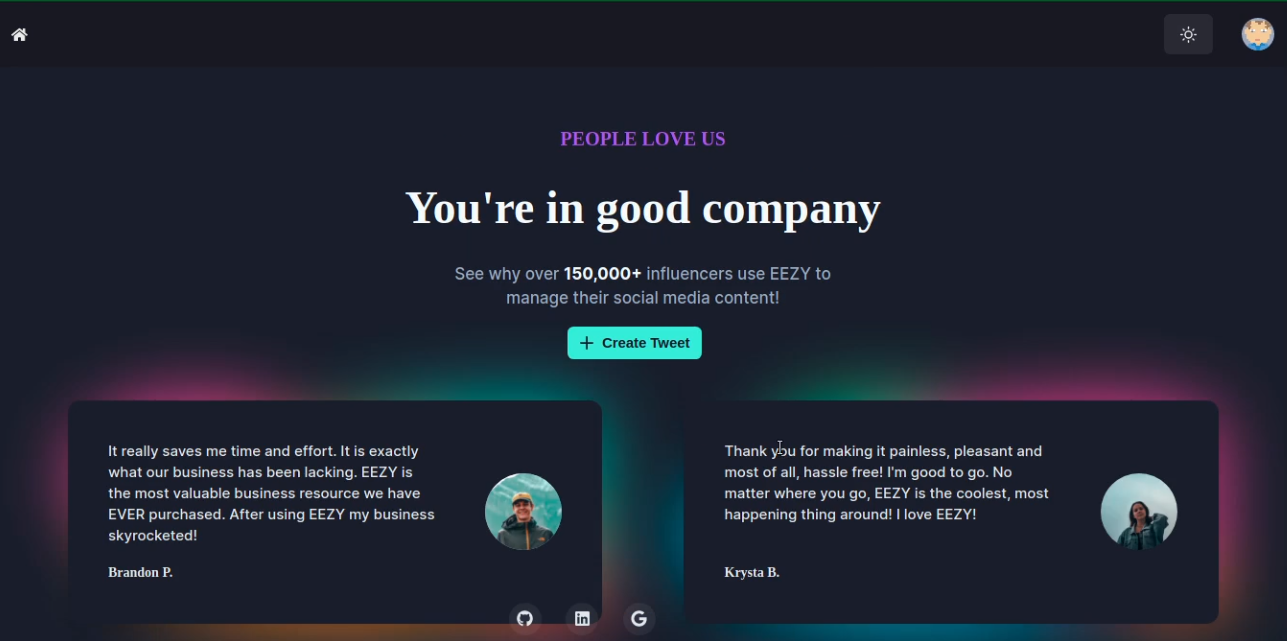 PEOPLE LOVE US
You're in good company
See why over 150,000+ influencers use EEZY to
manage their social media content!
Create Tweet
It really saves me time and effort. It is exactly
what our business has been lacking. EEZY is
the most valuable business resource we have
EVER purchased. After using EEZY my business
skyrocketed!
Brandon P.
Thank you for making it painless, pleasant and
most of all, hassle free! I'm good to go. No
matter where you go, EEZY is the coolest, most
happening thing around! I love EEZY!
Krysta B.